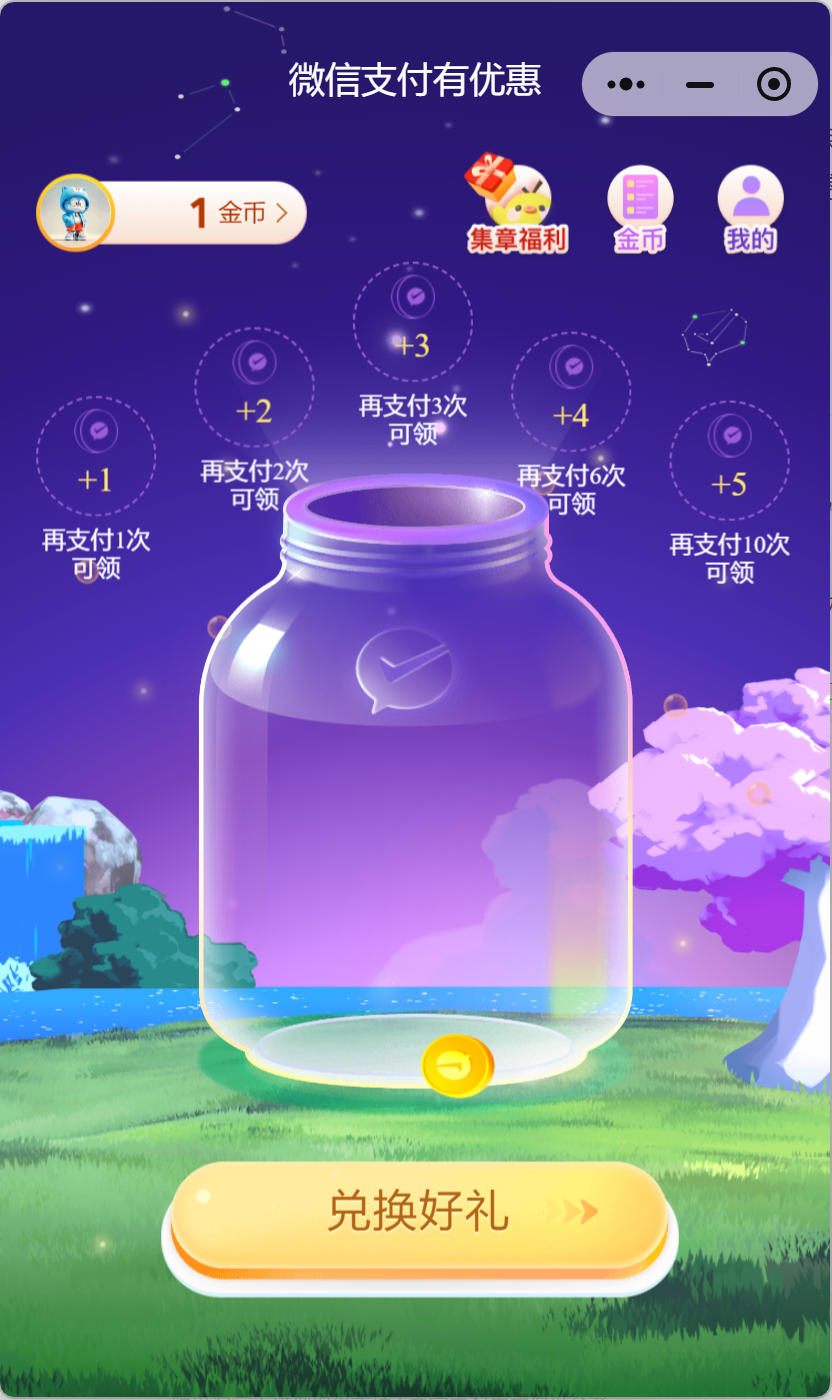 微信支付有优惠
1 金币
集章福利
金币
我的
+3
再支付3次
可领
+2
再支付2次
可领
+4
再支付6次
可领
+1
再支付1次
可领
+5
再支付10次
可领
兑换好礼